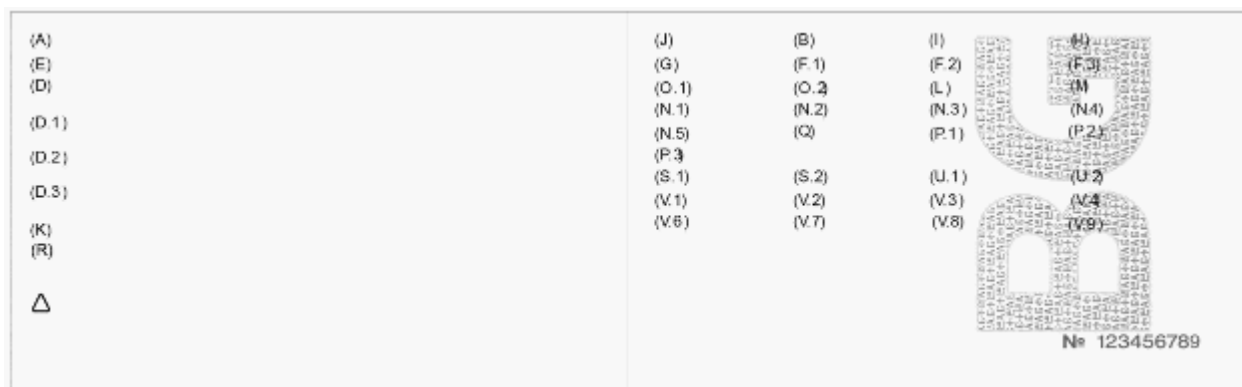 (A)
(E)
(D)
(D.1)
(D.2)
(D.3)
(K)
(R)
(J) (B) (I) (H)
(G) (F.1) (F.2) (F.3)
(O.1) (O.2) (L) (M)
(N.1) (N.2) (N.3) (N.4)
(N.5) (Q) (P.1) (P.2)
(P.3)
(S.1) (S.2) (U.1) (U.2)
(V.1) (V.2) (V.3) (V.4)
(V.6) (V.7) (V.8) (V.9)
BG
№ 123456789